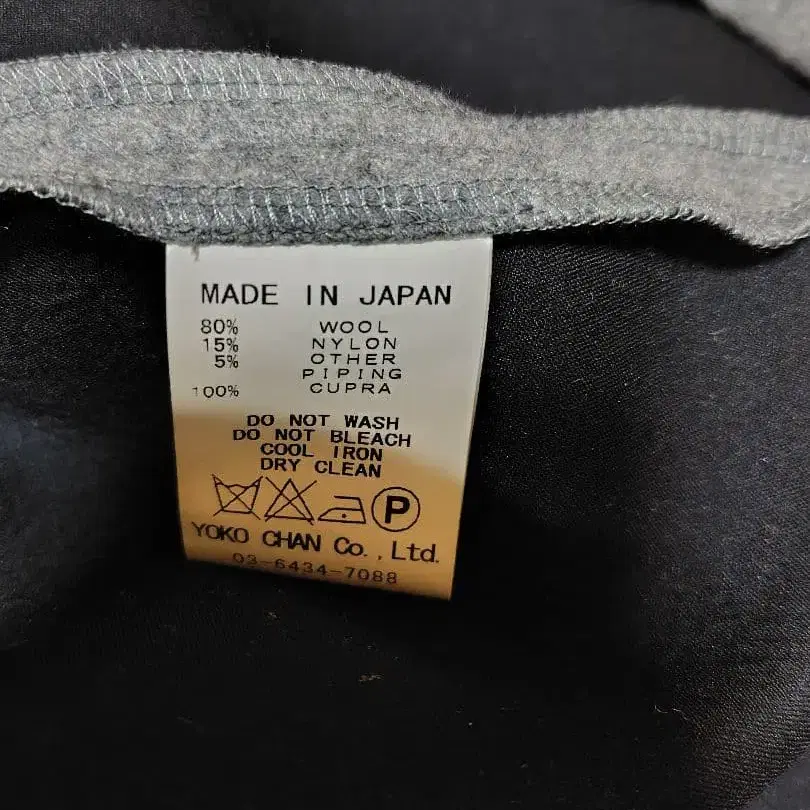 MADE IN JAPAN
80% WOOL
15% NYLON
5% OTHER
PIPING
100% CUPRA
DO NOT WASH
DO NOT BLEACH
COOL IRON
DRY CLEAN
P
YOKO CHAN Co., Ltd.
03-6434-7088